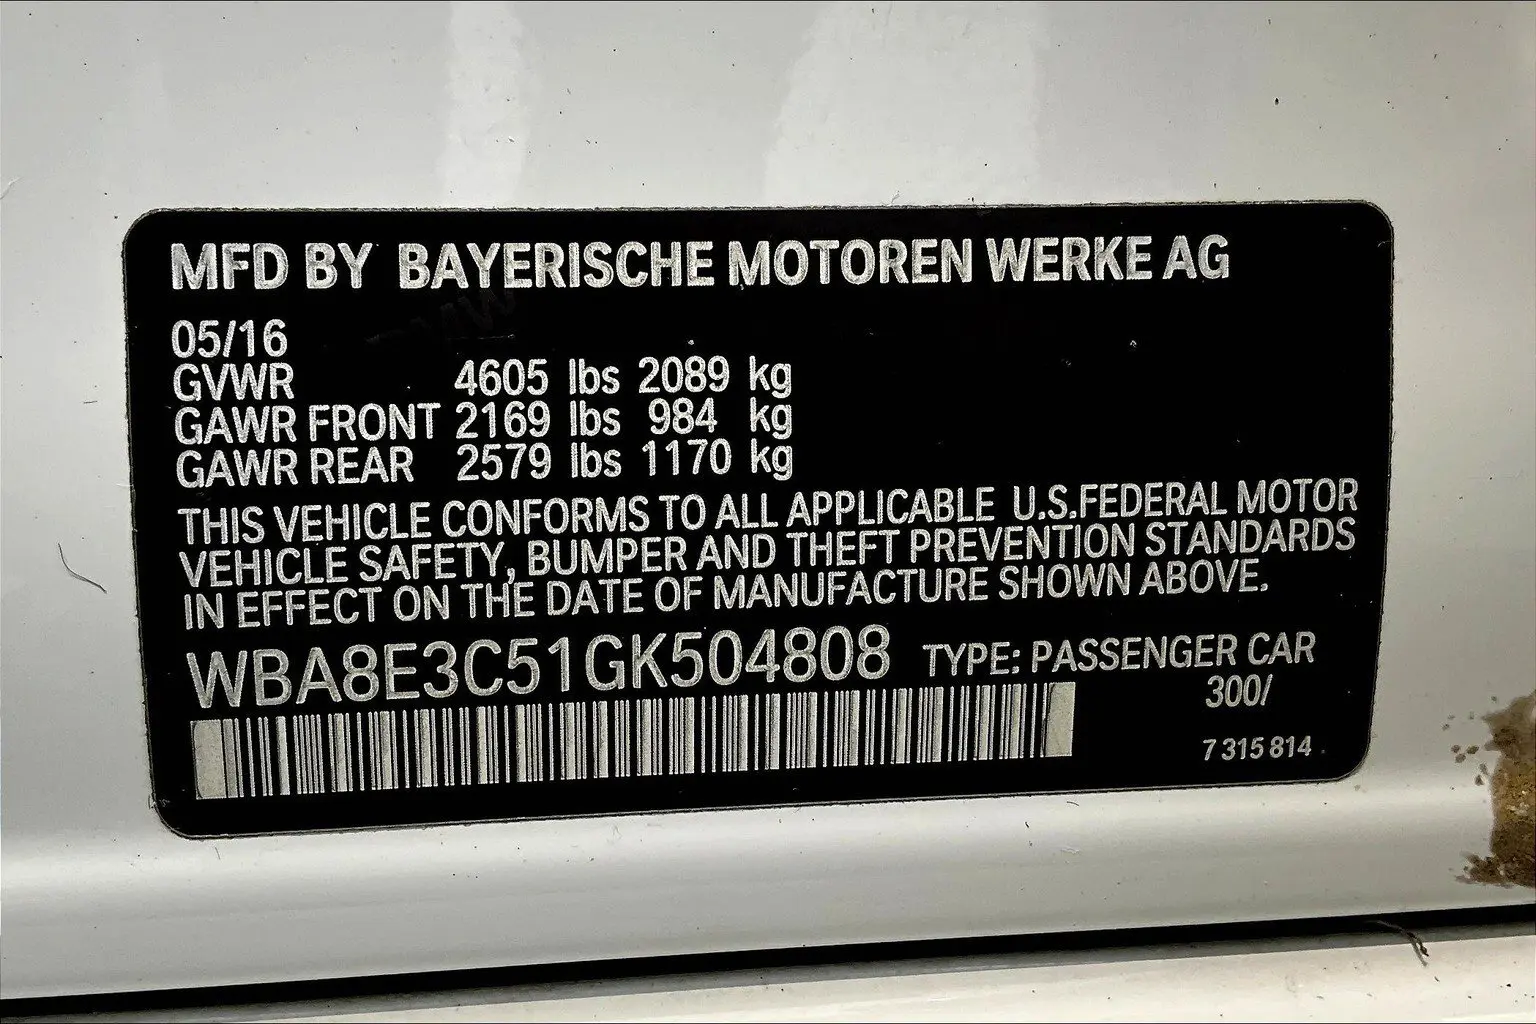 MFD BY BAYERISCHE MOTOREN WERKE AG
05/16
GVWR 4605 lbs 2089 kg
GAWR FRONT 2169 lbs 984 kg
GAWR REAR 2579 lbs 1170 kg
THIS VEHICLE CONFORMS TO ALL APPLICABLE U.S.FEDERAL MOTOR
VEHICLE SAFETY, BUMPER AND THEFT PREVENTION STANDARDS
IN EFFECT ON THE DATE OF MANUFACTURE SHOWN ABOVE.
WBA8E3C51GK504808 TYPE: PASSENGER CAR
300/
7 315 814